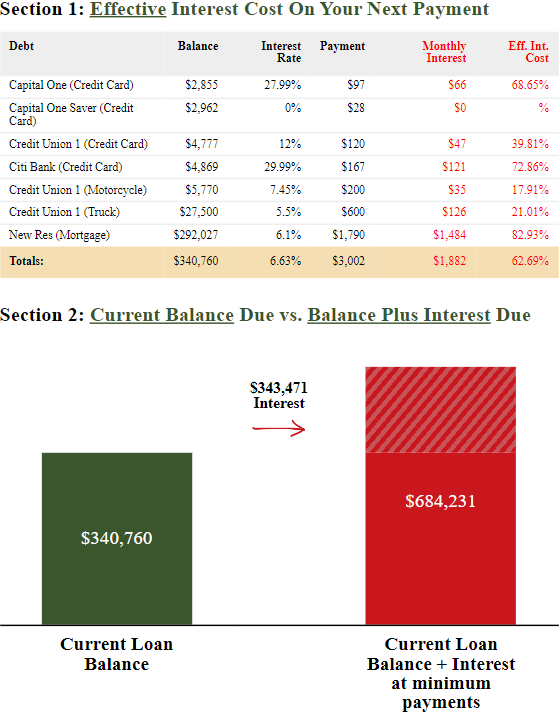 Section 1: Effective Interest Cost On Your Next Payment
Debt Balance Interest Rate Payment Monthly Interest Eff. Int. Cost
Capital One (Credit Card) $2,855 27.99% $97 $66 68.65%
Capital One Saver (Credit Card) $2,962 0% $28 $0 %
Credit Union 1 (Credit Card) $4,777 12% $120 $47 39.81%
Citi Bank (Credit Card) $4,869 29.99% $167 $121 72.86%
Credit Union 1 (Motorcycle) $5,770 7.45% $200 $35 17.91%
Credit Union 1 (Truck) $27,500 5.5% $600 $126 21.01%
New Res (Mortgage) $292,027 6.1% $1,790 $1,484 82.93%
Totals: $340,760 6.63% $3,002 $1,882 62.69%
Section 2: Current Balance Due vs. Balance Plus Interest Due
$343,471
Interest
$340,760
$684,231
Current Loan
Balance
Current Loan
Balance + Interest
at minimum
payments